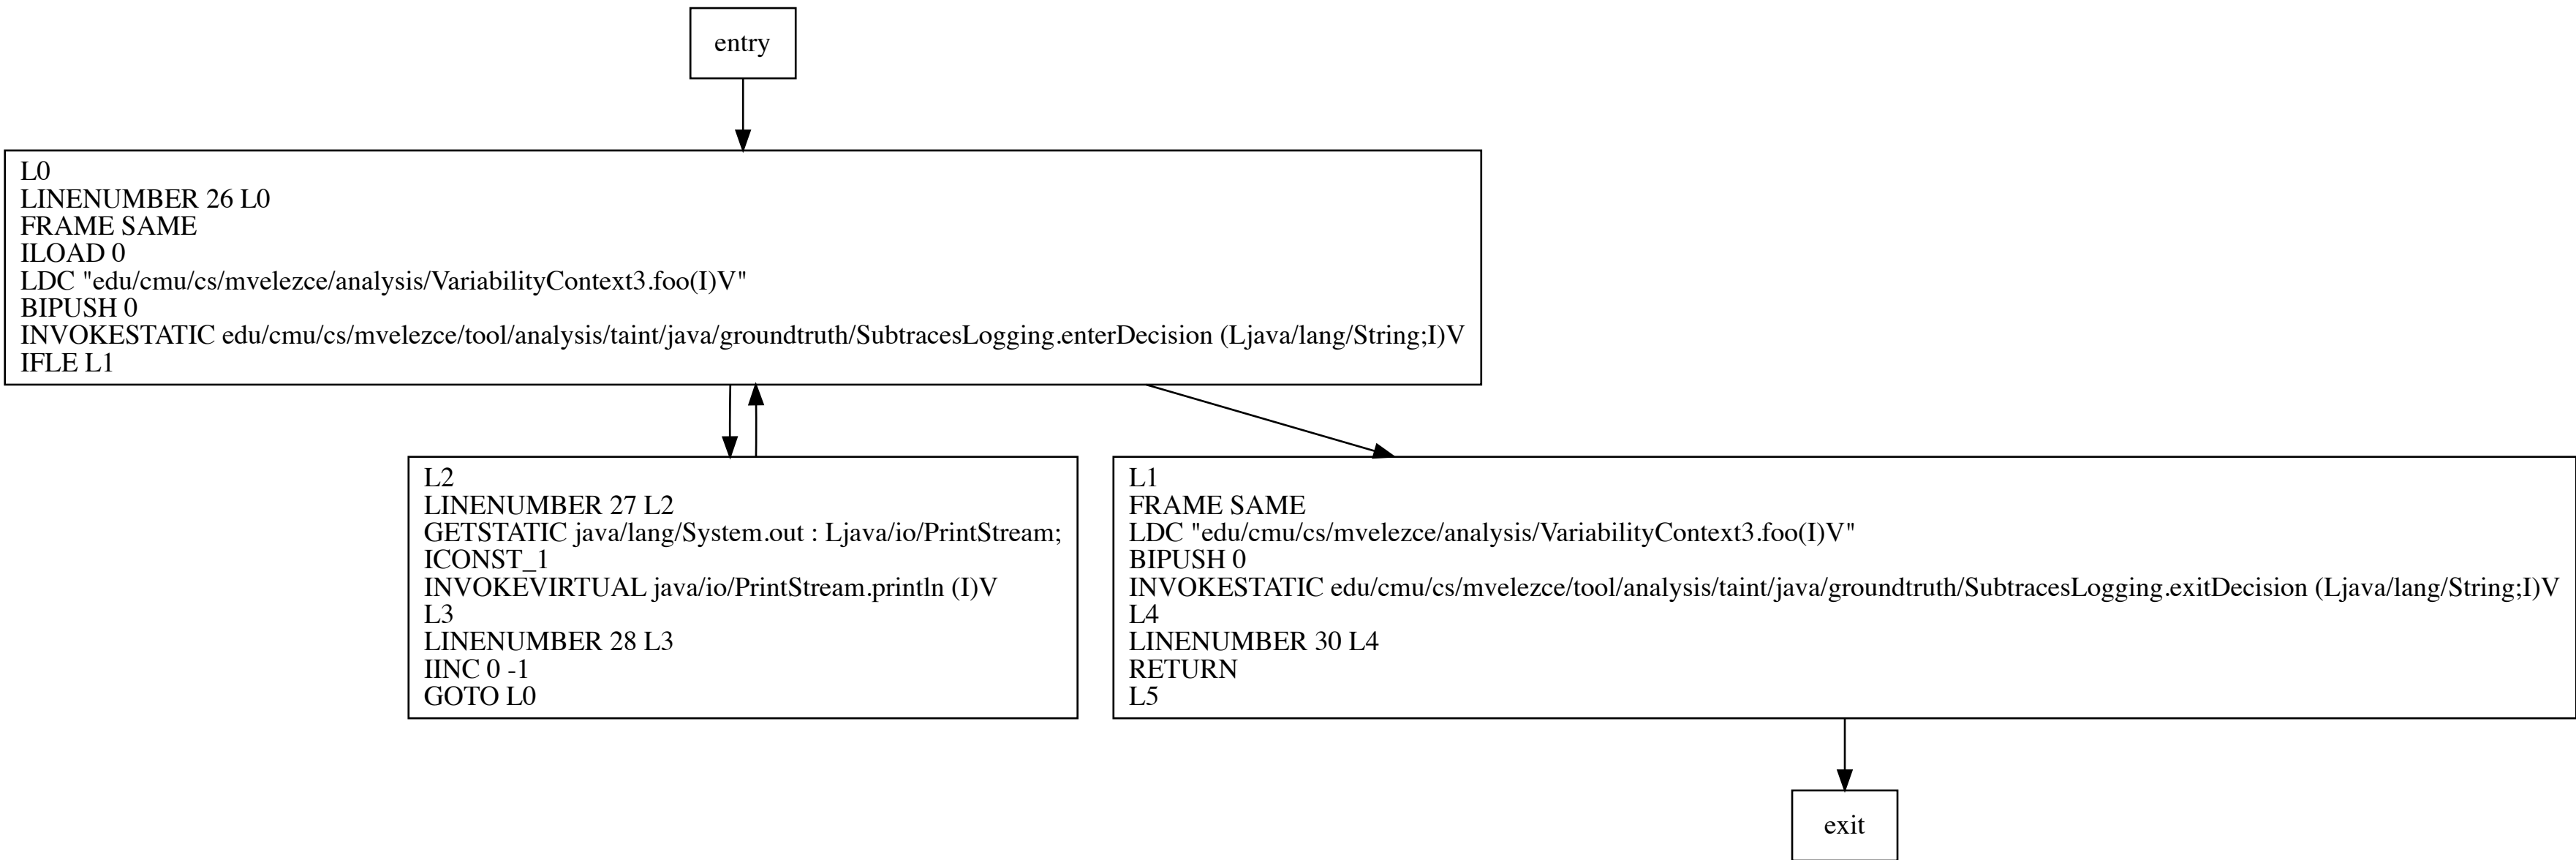 entry
L0
LINENUMBER 26 L0
FRAME SAME
ILOAD 0
LDC "edu/cmu/cs/mvelezce/analysis/VariabilityContext3.foo(I)V"
BIPUSH 0
INVOKESTATIC edu/cmu/cs/mvelezce/tool/analysis/taint/java/groundtruth/SubtracesLogging.enterDecision (Ljava/lang/String;I)V
IFLE L1
L2
LINENUMBER 27 L2
GETSTATIC java/lang/System.out : Ljava/io/PrintStream;
ICONST_1
INVOKEVIRTUAL java/io/PrintStream.println (I)V
L3
LINENUMBER 28 L3
IINC 0 -1
GOTO L0
L1
FRAME SAME
LDC "edu/cmu/cs/mvelezce/analysis/VariabilityContext3.foo(I)V"
BIPUSH 0
INVOKESTATIC edu/cmu/cs/mvelezce/tool/analysis/taint/java/groundtruth/SubtracesLogging.exitDecision (Ljava/lang/String;I)V
L4
LINENUMBER 30 L4
RETURN
L5
exit